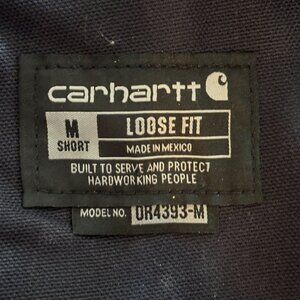 carhartt
M
SHORT
LOOSE FIT
MADE IN MEXICO
BUILT TO SERVE AND PROTECT
HARDWORKING PEOPLE
MODEL NO. OR4393-M